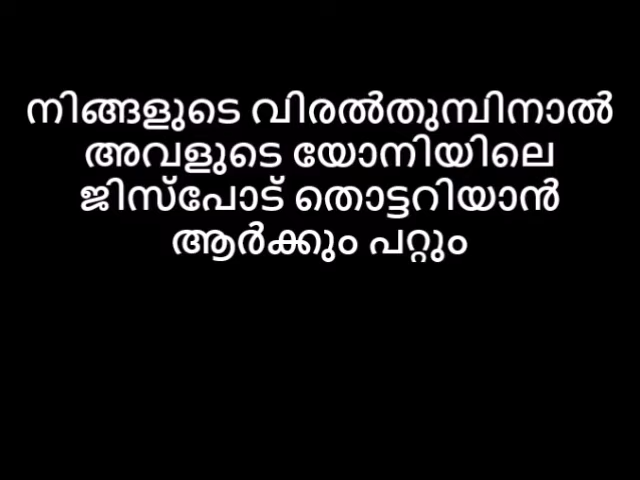 നിങ്ങളുടെ വിരൽതുമ്പിനാൽ
അവളുടെ യോനിയിലെ
ജിസ്പോട് തൊട്ടറിയാൻ
ആർക്കും പറ്റും